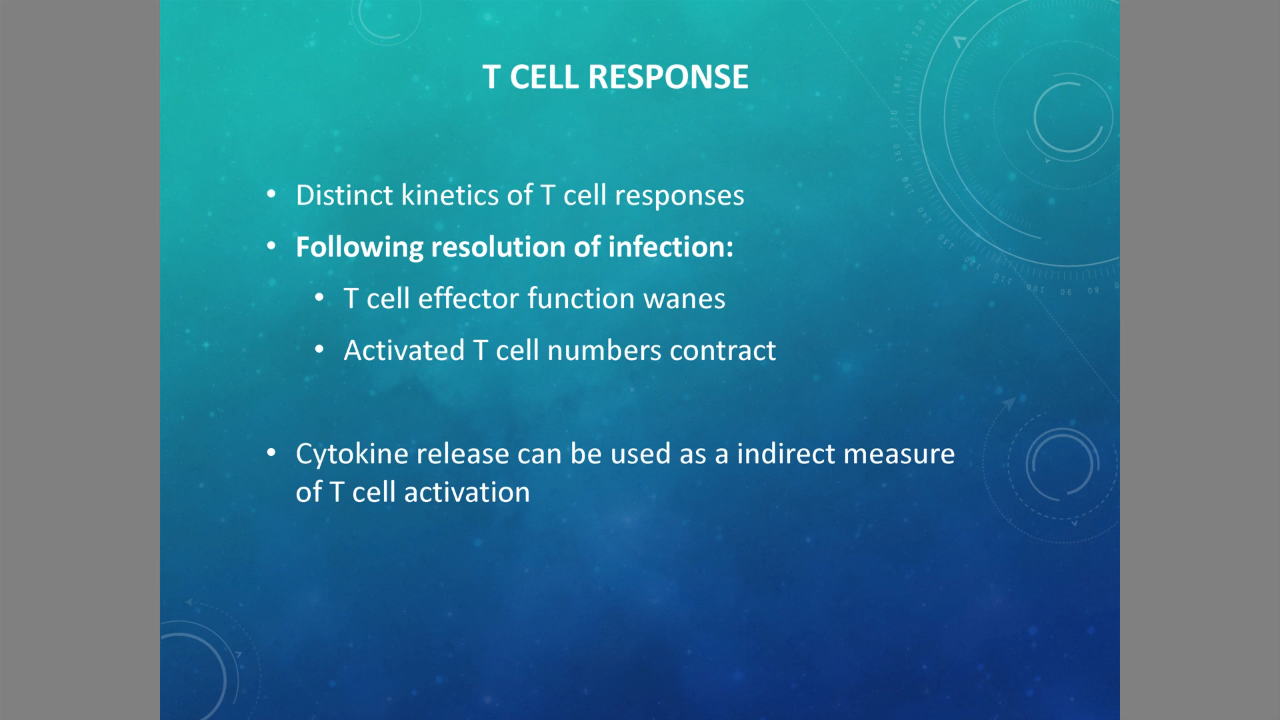 T CELL RESPONSE
• Distinct kinetics of T cell responses
• Following resolution of infection:
• T cell effector function wanes
• Activated T cell numbers contract
• Cytokine release can be used as a indirect measure
of T cell activation